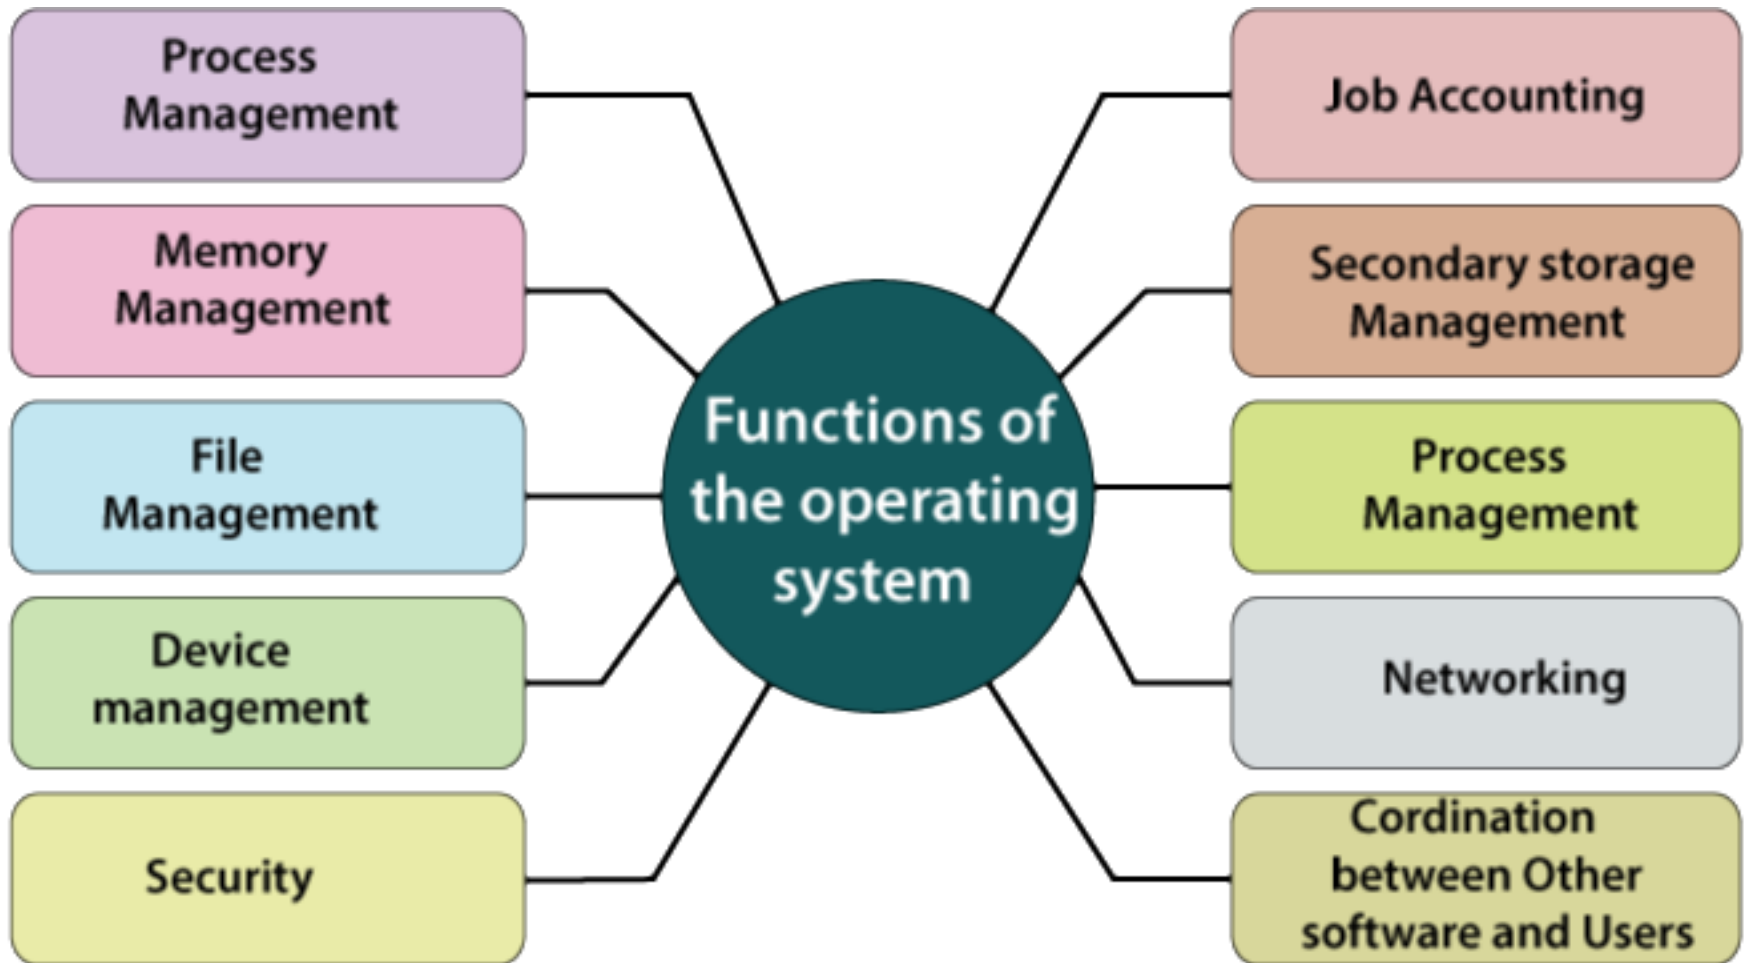 Process
Management
Memory
Management
File
Management
Device
management
Security
Functions of
the operating
system
Job Accounting
Secondary storage
Management
Process
Management
Networking
Cordination
between Other
software and Users